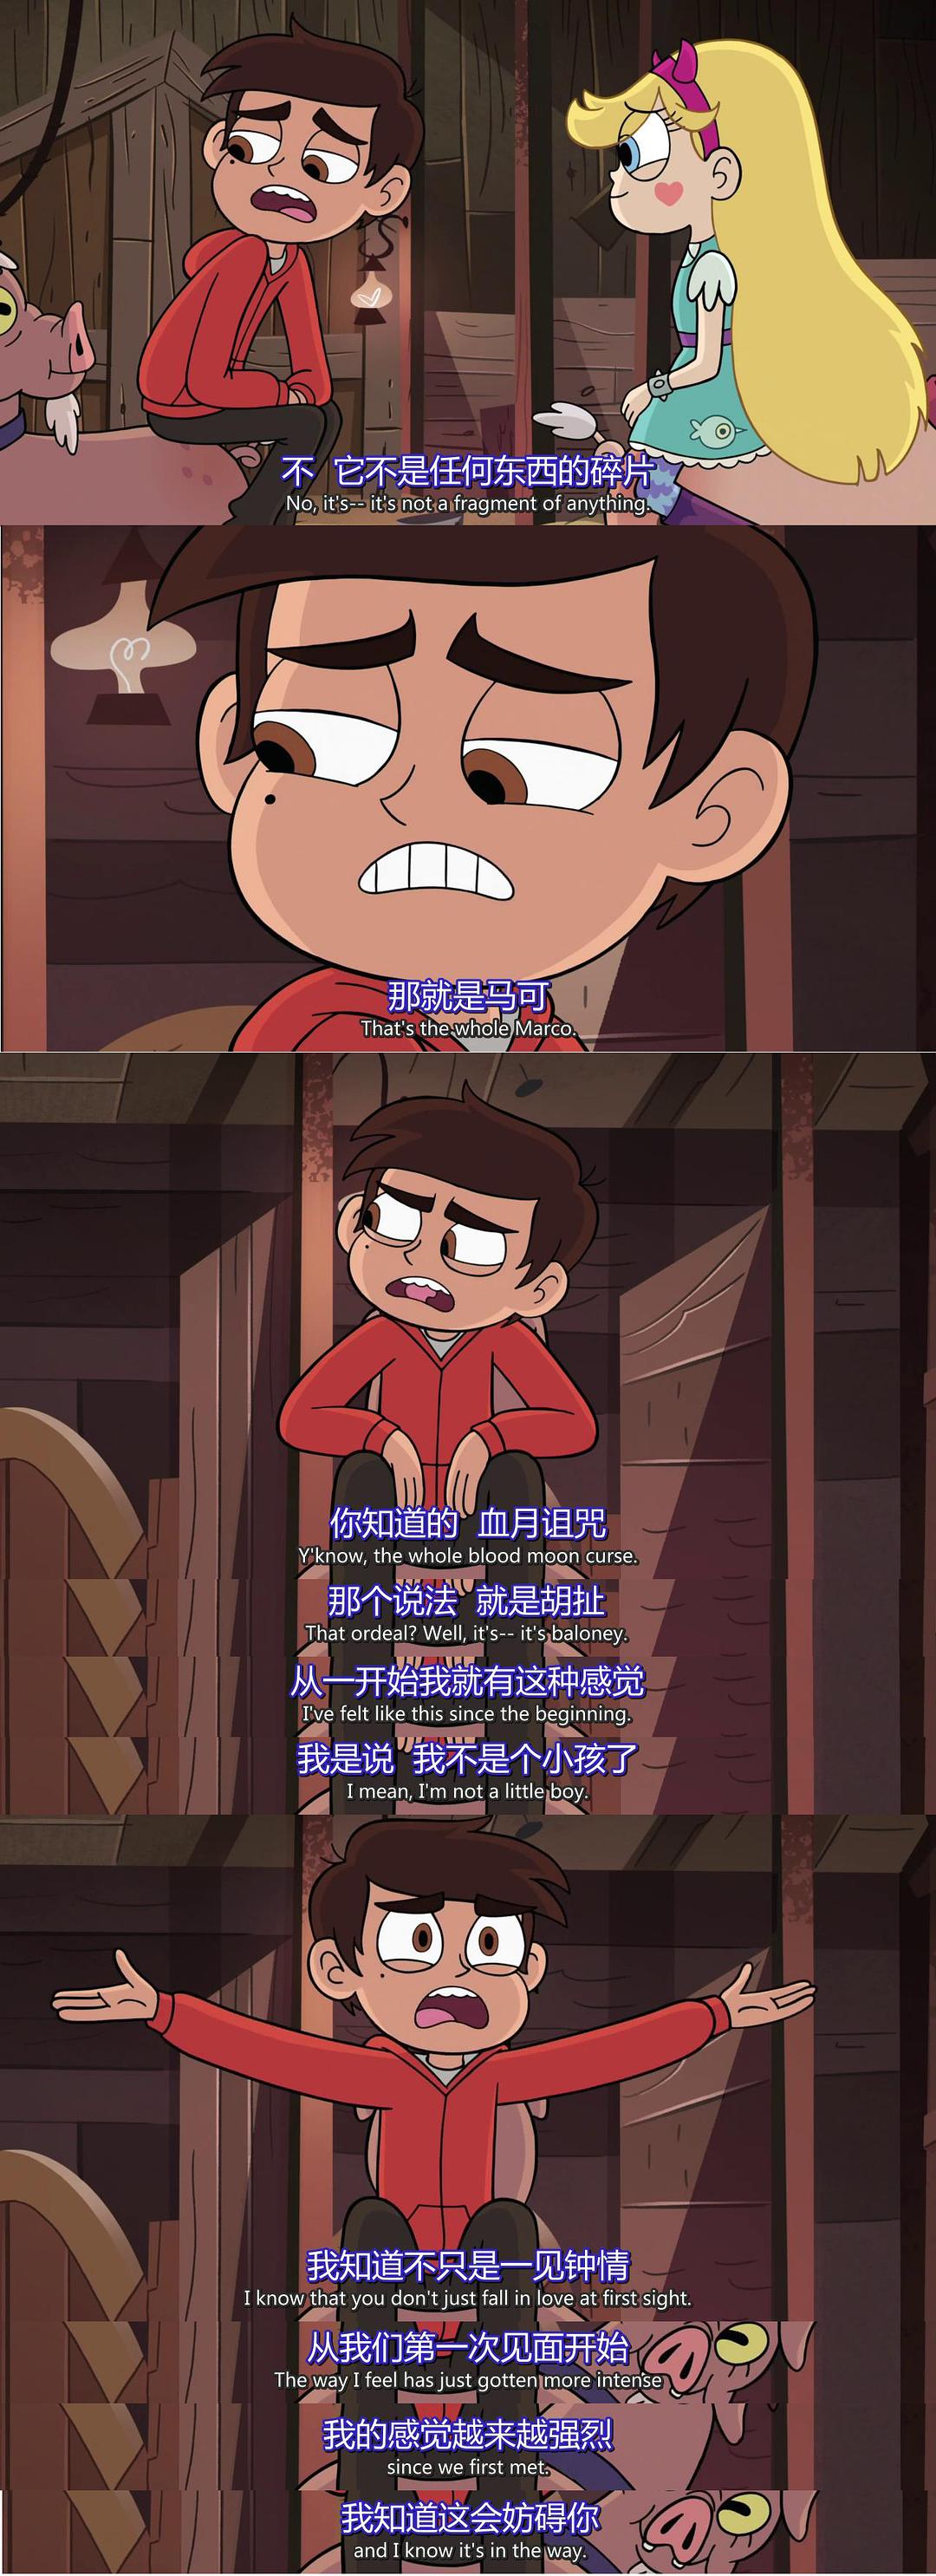 不 它不是任何东西的碎片
No, it's-- it's not a fragment of anything.
那就是马可
That's the whole Marco.
你知道的 血月诅咒
Y'know, the whole blood moon curse.
那个说法 就是胡扯
That ordeal? Well, it's-- it's baloney.
从一开始我就有这种感觉
I've felt like this since the beginning.
我是说 我不是个小孩了
I mean, I'm not a little boy.
我知道不只是一见钟情
I know that you don't just fall in love at first sight.
从我们第一次见面开始
The way I feel has just gotten more intense
我的感觉越来越强烈
since we first met.
我知道这会妨碍你
and I know it's in the way.